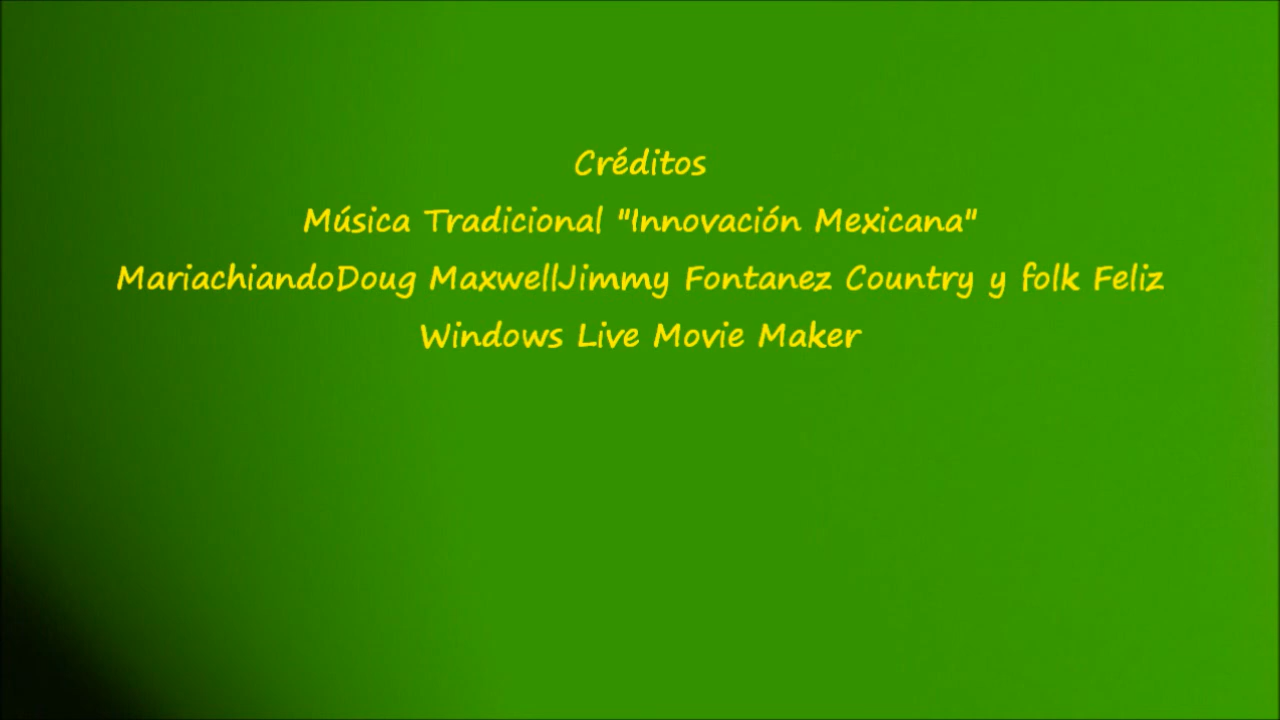 Créditos
Música Tradicional "Innovación Mexicana"
MariachiandoDoug MaxwellJimmy Fontanez Country y folk Feliz
Windows Live Movie Maker